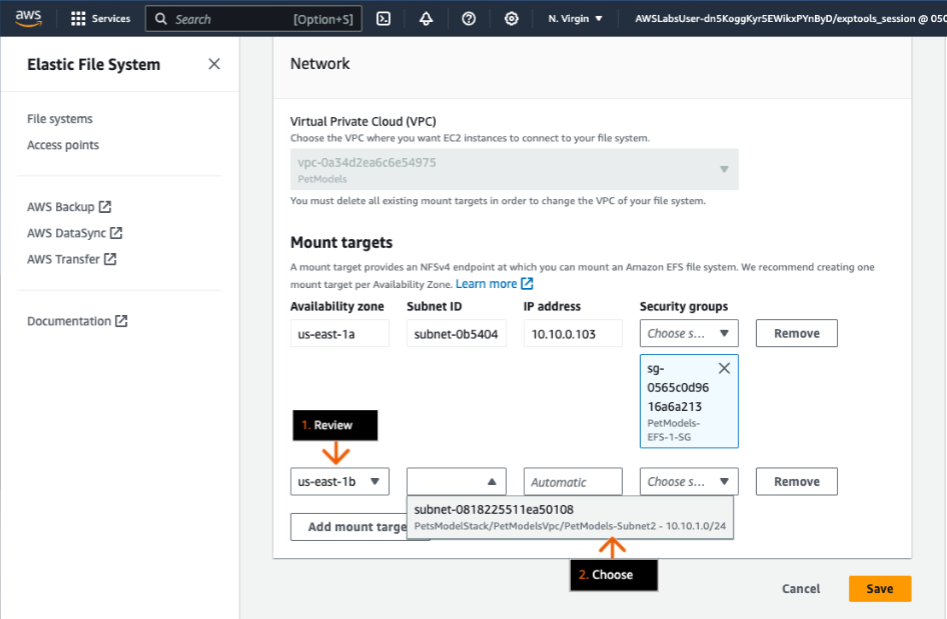 aws
Services
Search
[Option+S]
N. Virgin
AWSLabsUser-dn5KoggKyr5EWikxPYnByD/exptools_session @ 050
Elastic File System
File systems
Access points
AWS Backup
AWS DataSync
AWS Transfer
Documentation
Network
Virtual Private Cloud (VPC)
Choose the VPC where you want EC2 instances to connect to your file system.
vpc-0a34d2ea6c6e54975
PetModels
You must delete all existing mount targets in order to change the VPC of your file system.
Mount targets
A mount target provides an NFSv4 endpoint at which you can mount an Amazon EFS file system. We recommend creating one
mount target per Availability Zone. Learn more
Availability zone Subnet ID IP address Security groups
us-east-1a subnet-0b5404 10.10.0.103 Choose s... Remove
sg-
0565c0d96
16a6a213
PetModels-
EFS-1-SG
1. Review
us-east-1b Automatic Choose s... Remove
subnet-0818225511ea50108
PetsModelStack/PetModelsVpc/PetModels-Subnet2 - 10.10.1.0/24
Add mount targe
2. Choose
Cancel
Save